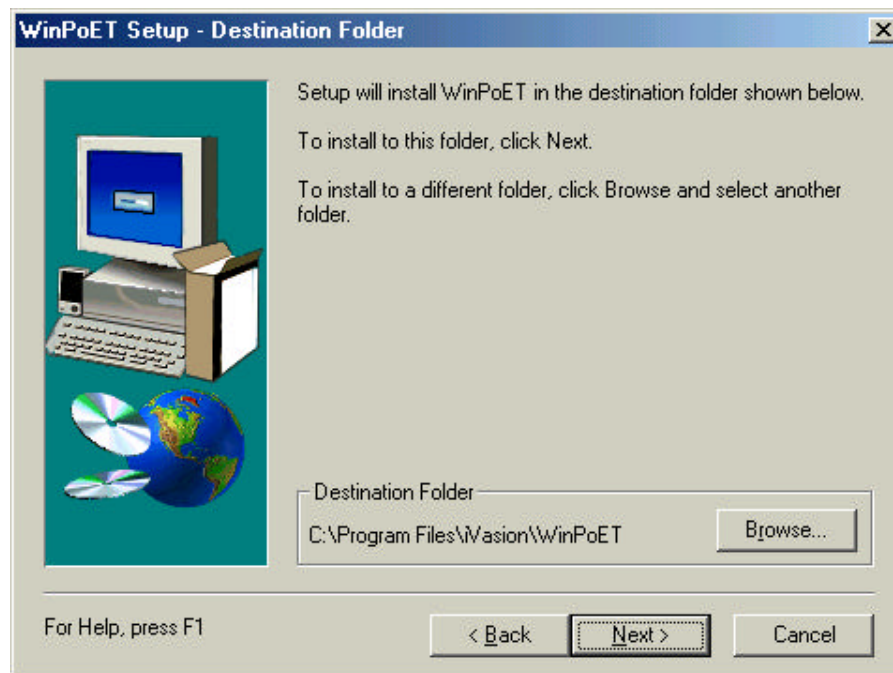 WinPoET Setup - Destination Folder
Setup will install WinPoET in the destination folder shown below.
To install to this folder, click Next.
To install to a different folder, click Browse and select another
folder.
Destination Folder
C:\Program Files\iVasion\WinPoET
Browse...
For Help, press F1
< Back
Next >
Cancel